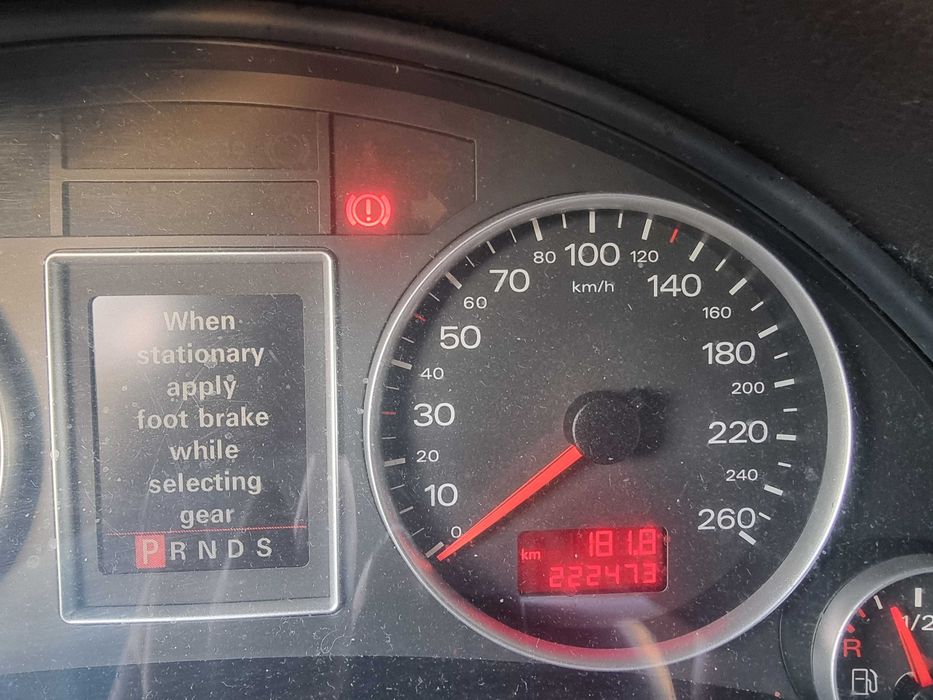 When
stationary
apply
foot brake
while
selecting
gear
P R N D S
!
km/h
0
10
20
30
40
50
60
70
80
100
120
140
160
180
200
220
240
260
km 181.8
222473
R
1/2